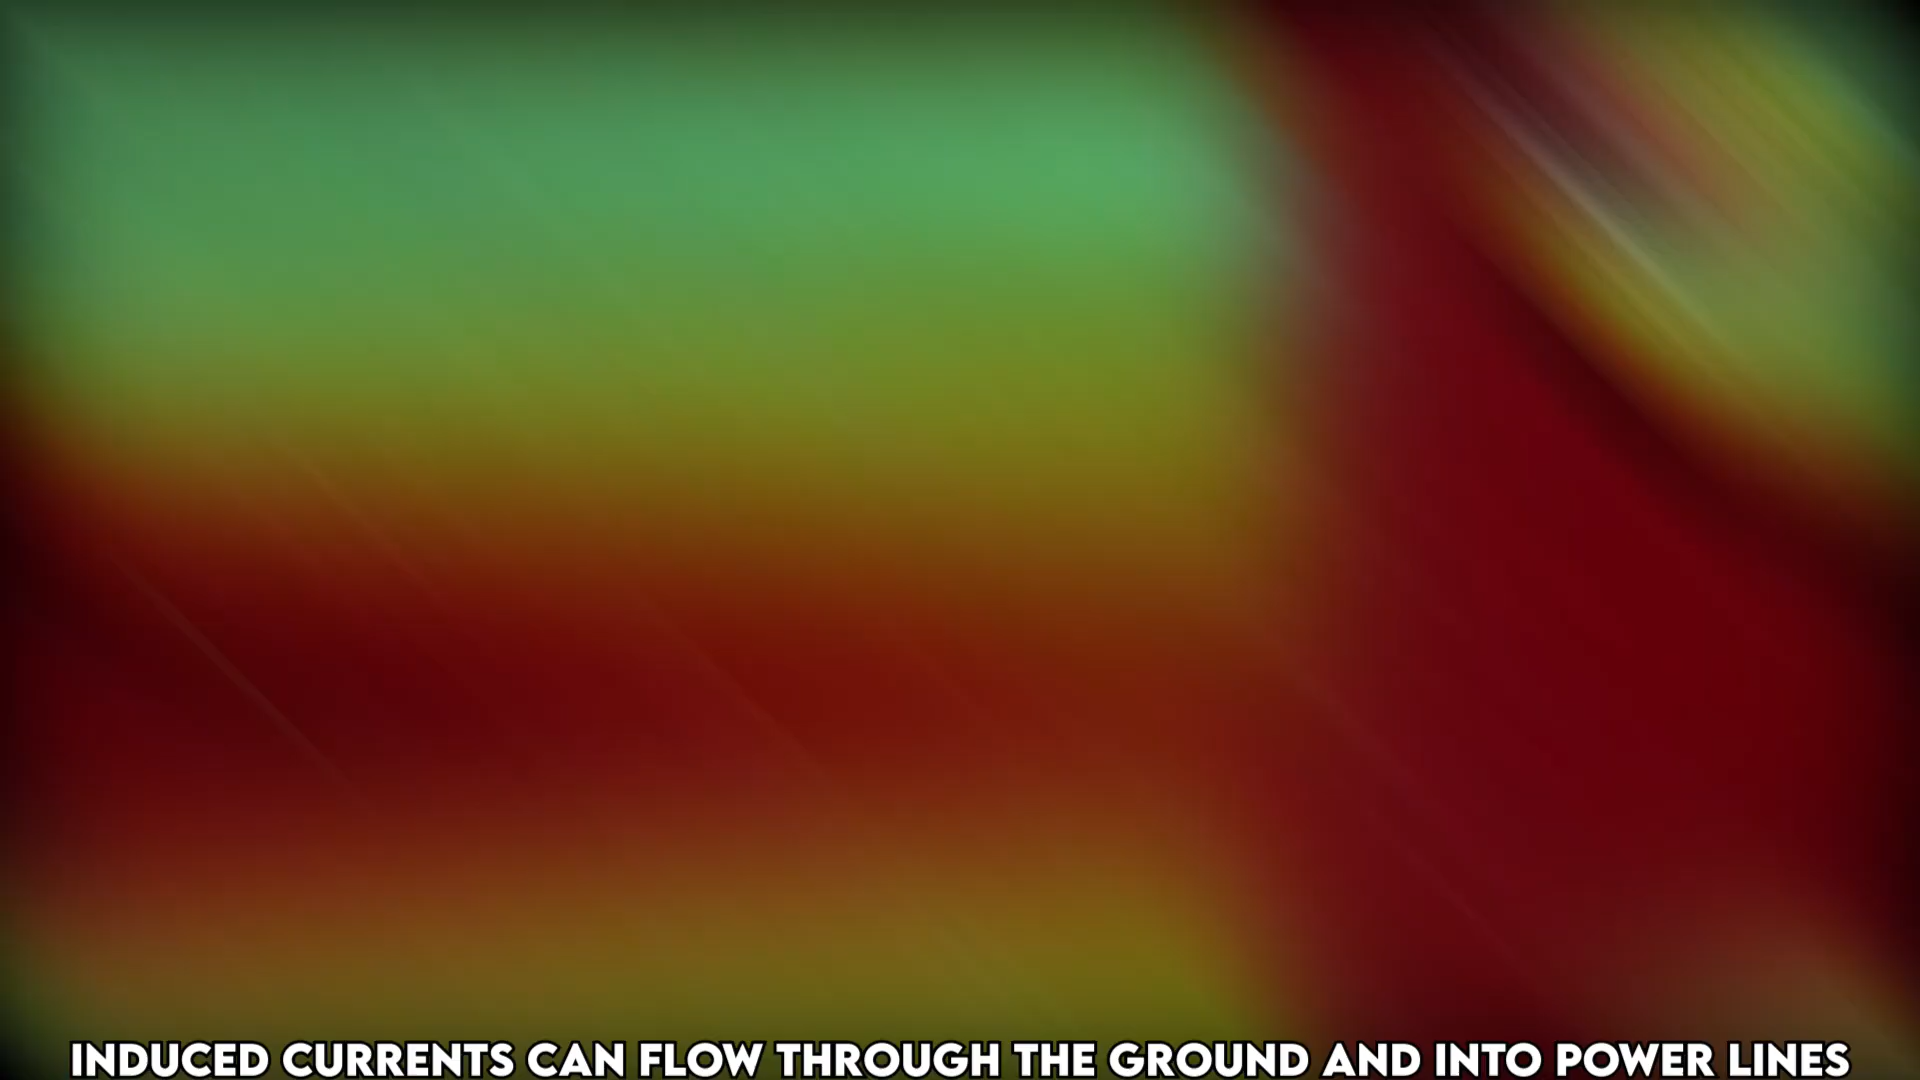 INDUCED CURRENTS CAN FLOW THROUGH THE GROUND AND INTO POWER LINES